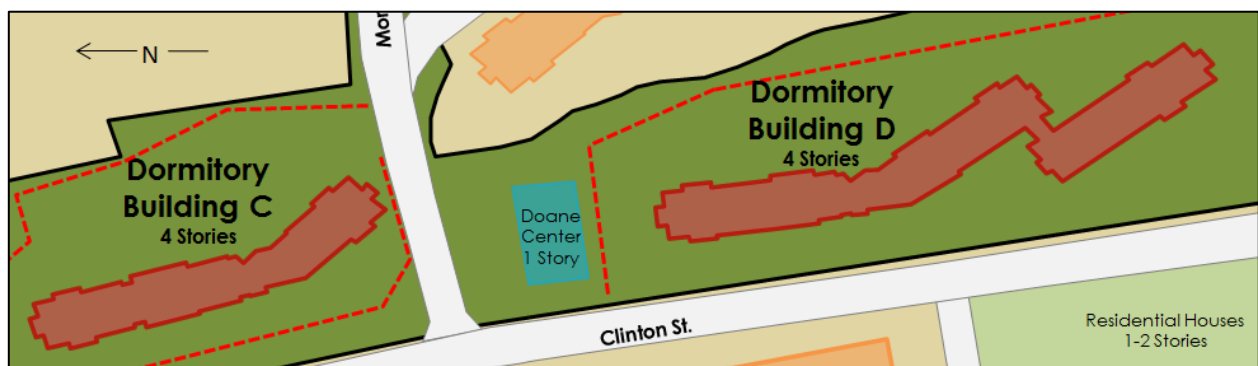 N
Mor
Dormitory
Building C
4 Stories
Doane
Center
1 Story
Dormitory
Building D
4 Stories
Clinton St.
Residential Houses
1-2 Stories